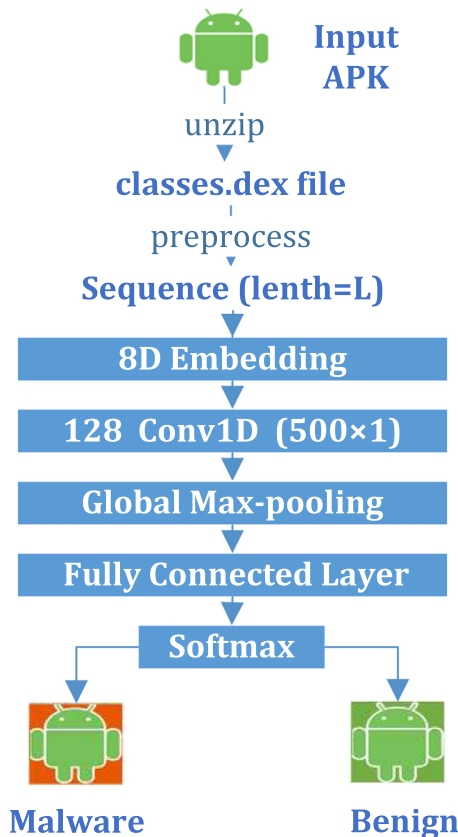 Input
APK
unzip
classes.dex file
preprocess
Sequence (lenth=L)
8D Embedding
128 Conv1D (500×1)
Global Max-pooling
Fully Connected Layer
Softmax
Malware
Benign